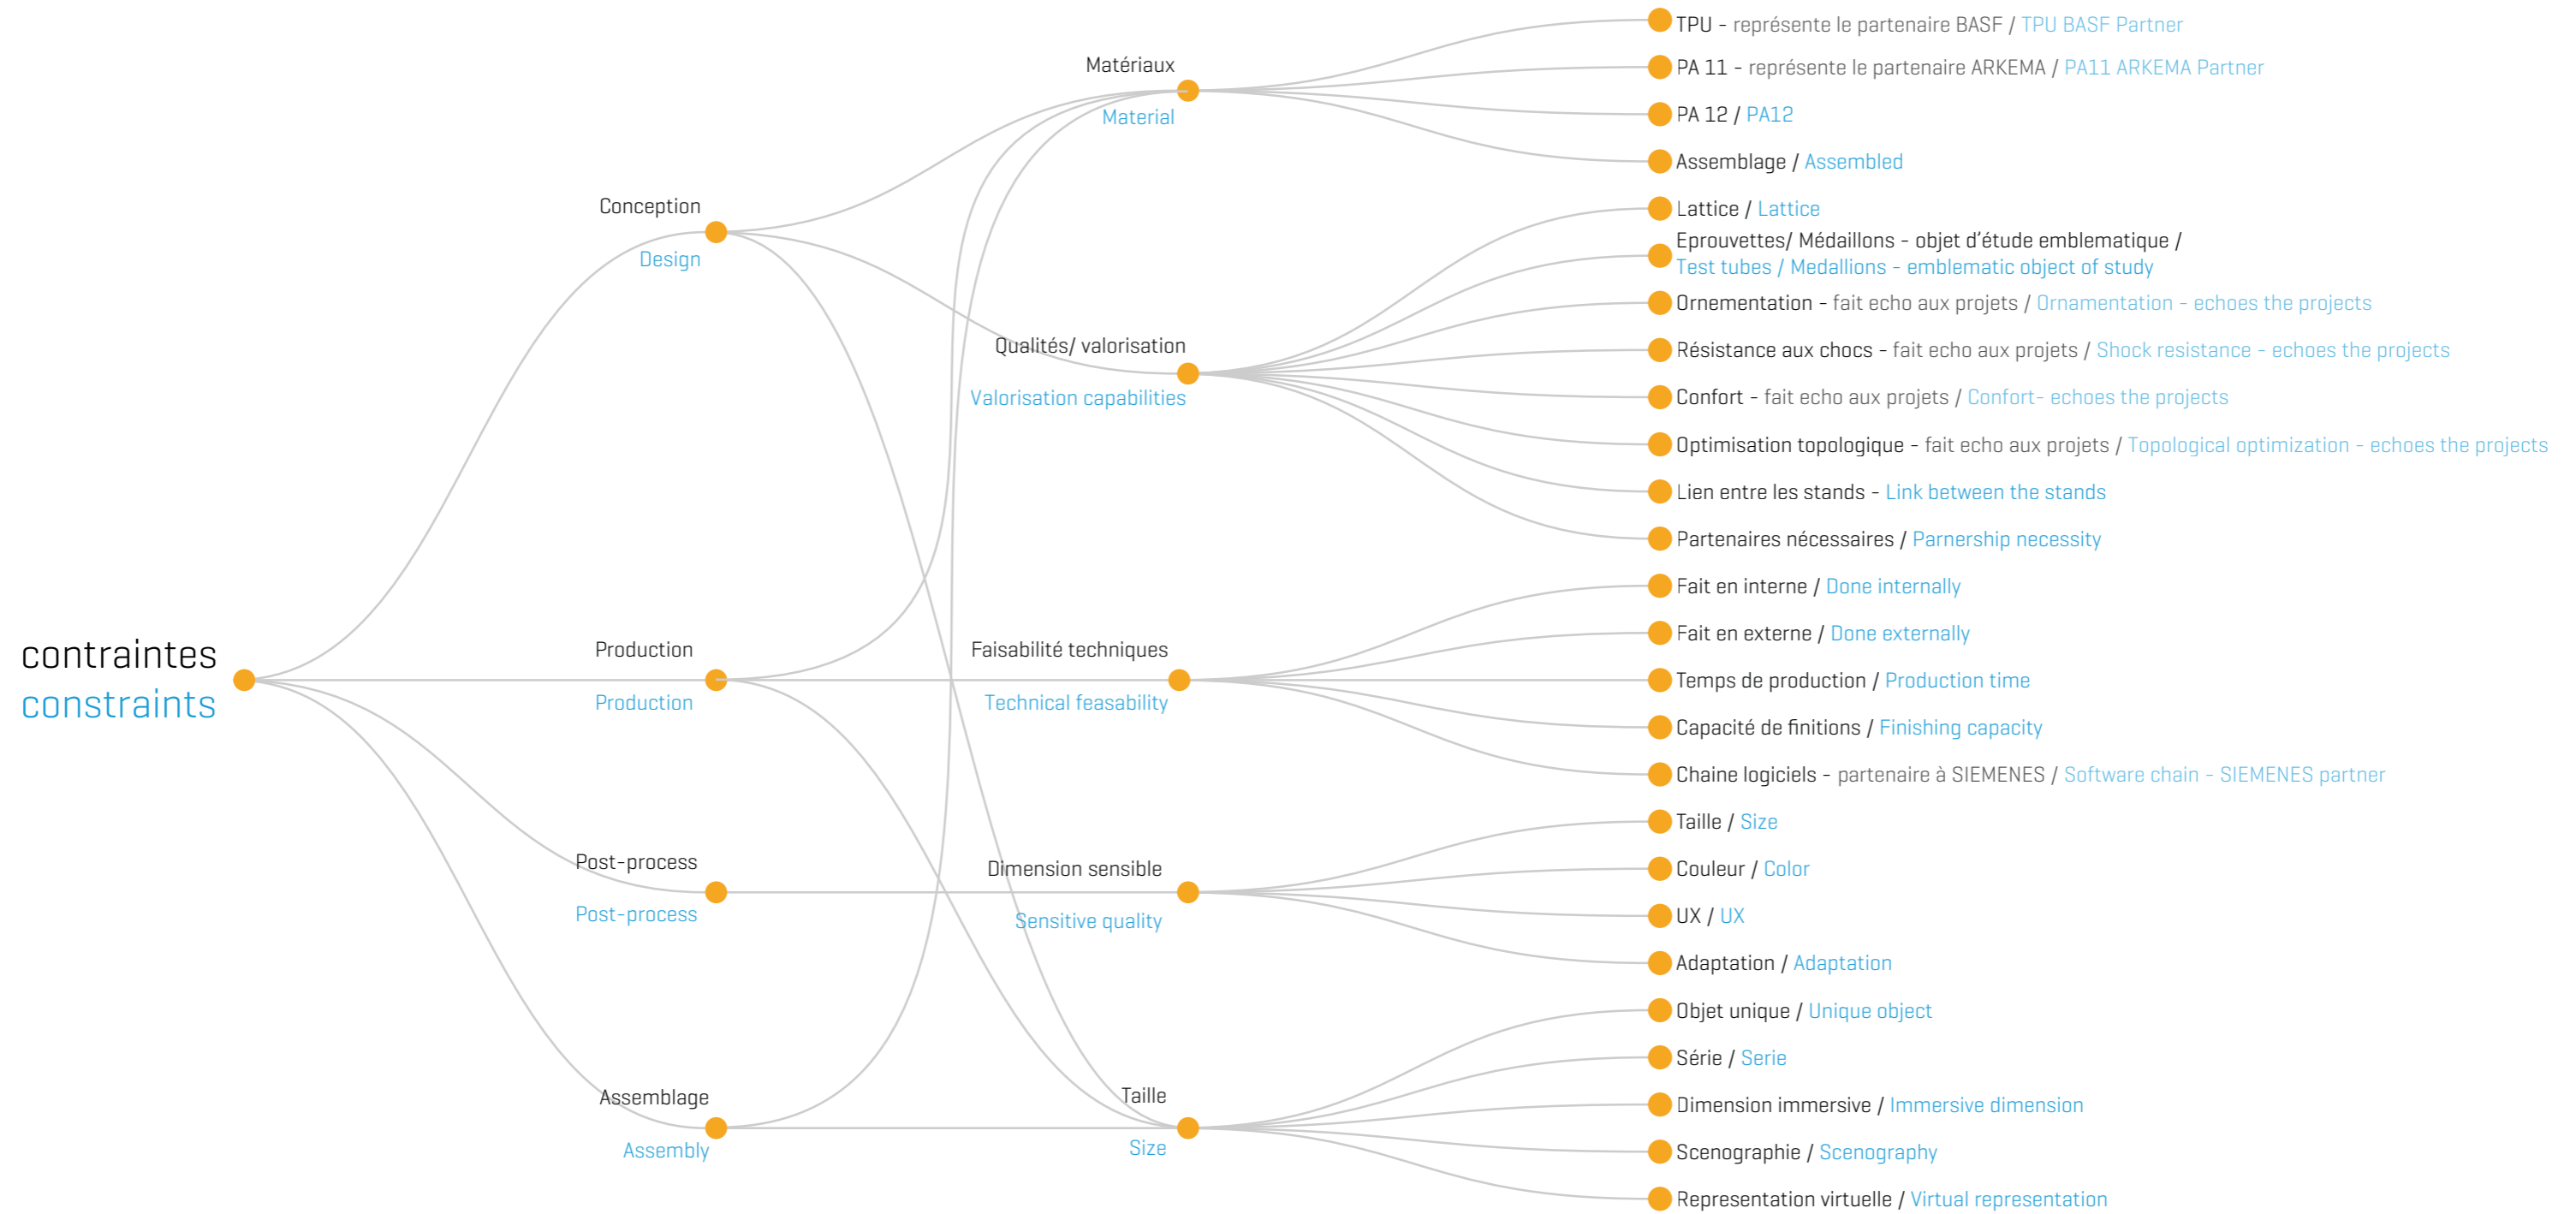 contraintes
constraints
Conception
Design
Production
Production
Post-process
Post-process
Assemblage
Assembly
Matériaux
Material
Qualités/ valorisation
Valorisation capabilities
Faisabilité techniques
Technical feasability
Dimension sensible
Sensitive quality
Taille
Size
TPU - représente le partenaire BASF / TPU BASF Partner
PA 11 - représente le partenaire ARKEMA / PA11 ARKEMA Partner
PA 12 / PA12
Assemblage / Assembled
Lattice / Lattice
Eprouvettes/ Médaillons - objet d'étude emblematique /
Test tubes / Medallions - emblematic object of study
Ornementation - fait echo aux projets / Ornamentation - echoes the projects
Résistance aux chocs - fait echo aux projets / Shock resistance - echoes the projects
Confort - fait echo aux projets / Confort- echoes the projects
Optimisation topologique - fait echo aux projets / Topological optimization - echoes the projects
Lien entre les stands - Link between the stands
Partenaires nécessaires / Parnership necessity
Fait en interne / Done internally
Fait en externe / Done externally
Temps de production / Production time
Capacité de finitions / Finishing capacity
Chaine logiciels - partenaire à SIEMENES / Software chain - SIEMENES partner
Taille / Size
Couleur / Color
UX / UX
Adaptation / Adaptation
Objet unique / Unique object
Série / Serie
Dimension immersive / Immersive dimension
Scenographie / Scenography
Representation virtuelle / Virtual representation